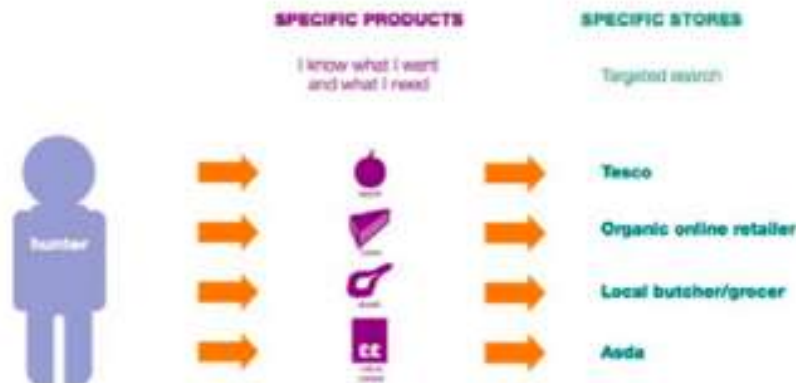 SPECIFIC PRODUCTS
SPECIFIC STORES
I know what I want
and what I need
Targeted search
hunter
Tesco
Organic online retailer
Local butcher/grocer
Asda